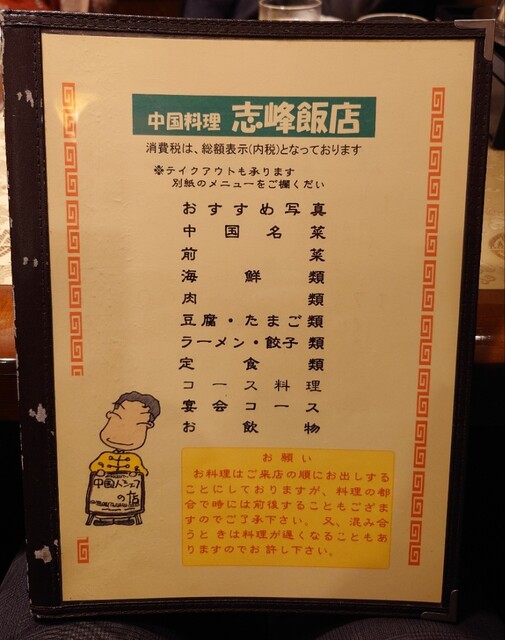 中国料理 志峰飯店
消費税は、総額表示(内税)となっております
※テイクアウトも承ります
別紙のメニューをご欄くだい
おすすめ写真
中国名菜
前菜
海鮮類
肉類
豆腐・たまご類
ラーメン・餃子類
定食類
コース料理
宴会コース
お飲物
中国人シェフ
の店
お願い
お料理はご来店の順にお出しする
ことにしておりますが、料理の都
合で時には前後することもござま
すのでご了承下さい。又、混み合
うときは料理が遅くなることもあ
りますのでお許し下さい。